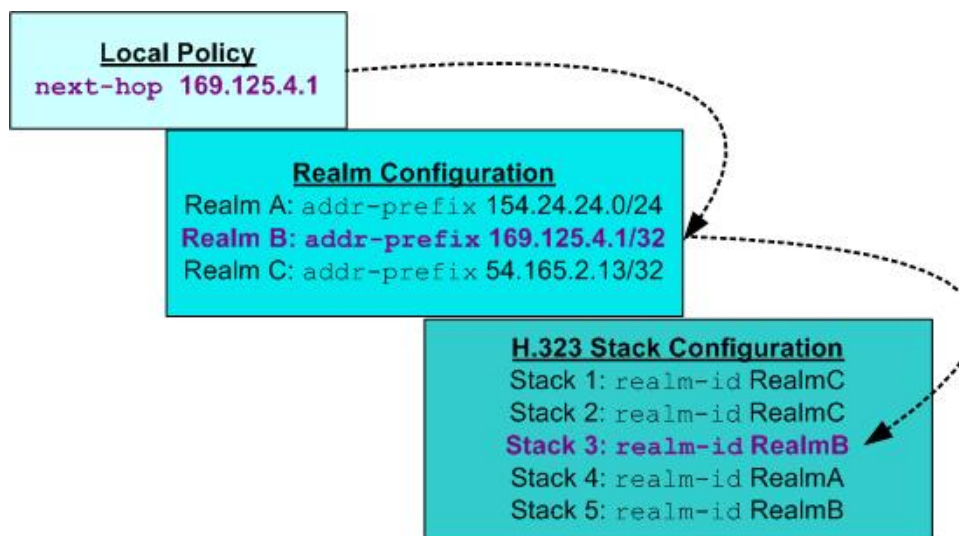 Local Policy
next-hop 169.125.4.1
Realm Configuration
Realm A: addr-prefix 154.24.24.0/24
Realm B: addr-prefix 169.125.4.1/32
Realm C: addr-prefix 54.165.2.13/32
H.323 Stack Configuration
Stack 1: realm-id RealmC
Stack 2: realm-id RealmC
Stack 3: realm-id RealmB
Stack 4: realm-id RealmA
Stack 5: realm-id RealmB